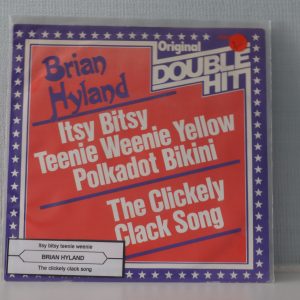 Brian
Hyland
Original
DOUBLE
HIT
Itsy Bitsy
Teenie Weenie Yellow
Polkadot Bikini
The Clickely
Clack Song
Itsy bitsy teenie weenie
BRIAN HYLAND
The clickely clack song